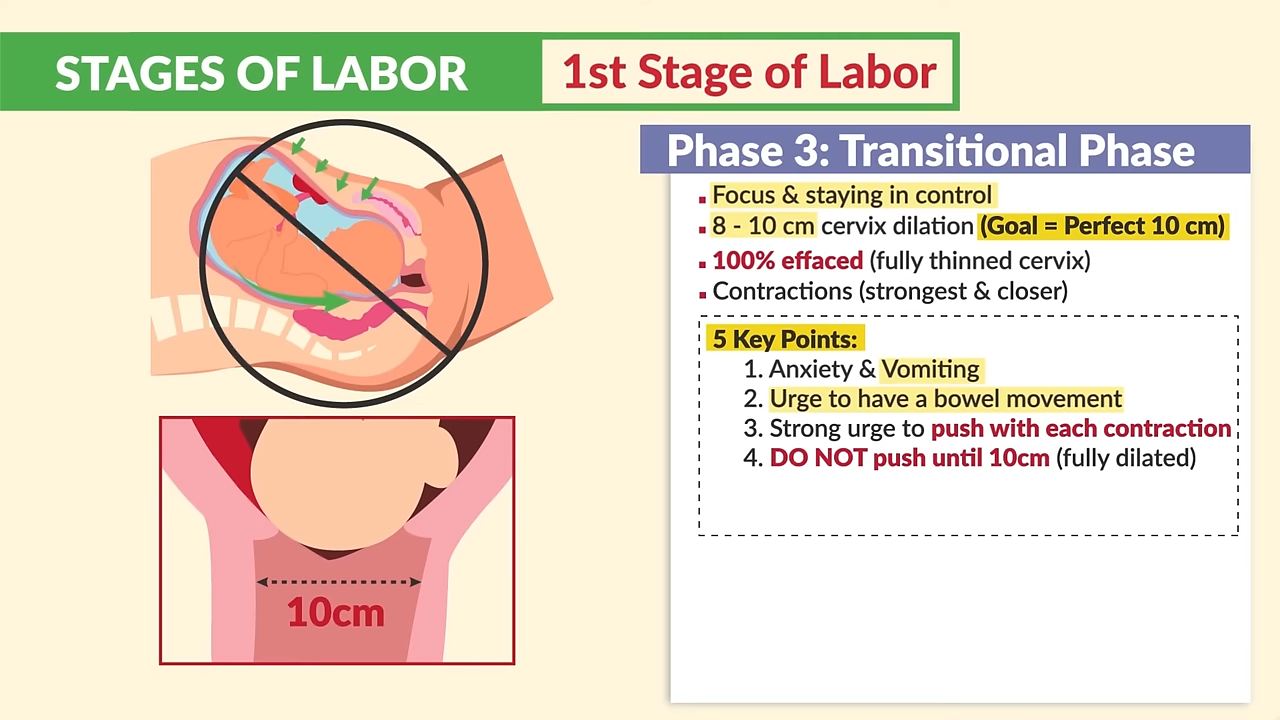 STAGES OF LABOR
1st Stage of Labor
Phase 3: Transitional Phase
Focus & staying in control
8 - 10 cm cervix dilation (Goal = Perfect 10 cm)
100% effaced (fully thinned cervix)
Contractions (strongest & closer)
5 Key Points:
1. Anxiety & Vomiting
2. Urge to have a bowel movement
3. Strong urge to push with each contraction
4. DO NOT push until 10cm (fully dilated)
10cm